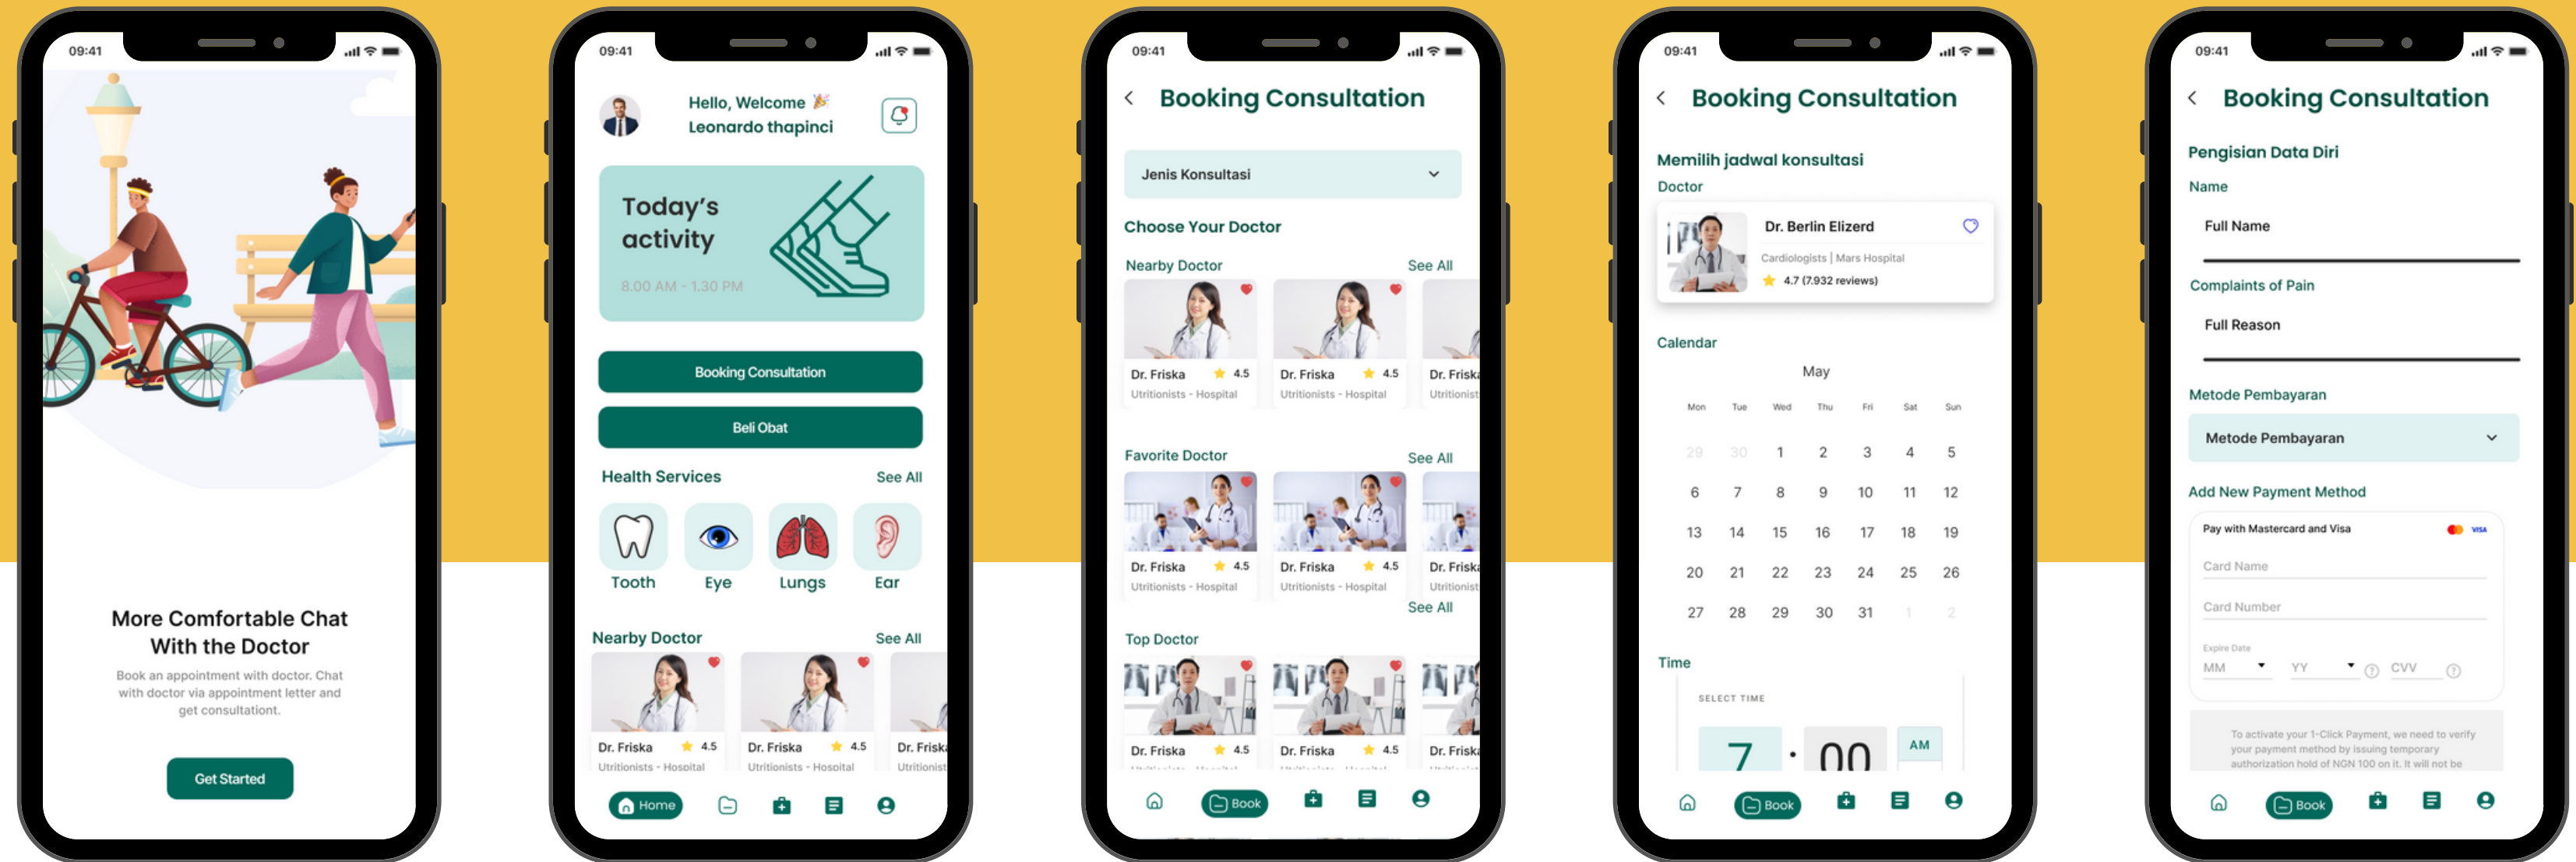 09:41
More Comfortable Chat
With the Doctor
Book an appointment with doctor. Chat
with doctor via appointment letter and
get consultationt.
Get Started
09:41
Hello, Welcome 🎉
Leonardo thapinci
Today's
activity
8.00 AM - 1.30 PM
Booking Consultation
Beli Obat
Health Services See All
Tooth Eye Lungs Ear
Nearby Doctor See All
Dr. Friska 4.5 Dr. Friska 4.5 Dr. Friska
Utritionists - Hospital Utritionists - Hospital Utritionist
Home
09:41
Booking Consultation
Jenis Konsultasi
Choose Your Doctor
Nearby Doctor See All
Dr. Friska 4.5 Dr. Friska 4.5 Dr. Friska
Utritionists - Hospital Utritionists - Hospital Utritionist
Favorite Doctor See All
Dr. Friska 4.5 Dr. Friska 4.5 Dr. Friska
Utritionists - Hospital Utritionists - Hospital Utritionist
See All
Top Doctor
Dr. Friska 4.5 Dr. Friska 4.5 Dr. Friska
Book
09:41
Booking Consultation
Memilih jadwal konsultasi
Doctor
Dr. Berlin Elizerd
Cardiologists | Mars Hospital
4.7 (7.932 reviews)
Calendar
May
Mon Tue Wed Thu Fri Sat Sun
29 30 1 2 3 4 5
6 7 8 9 10 11 12
13 14 15 16 17 18 19
20 21 22 23 24 25 26
27 28 29 30 31 1 2
Time
SELECT TIME
7 00 AM
Book
09:41
Booking Consultation
Pengisian Data Diri
Name
Full Name
Complaints of Pain
Full Reason
Metode Pembayaran
Metode Pembayaran
Add New Payment Method
Pay with Mastercard and Visa VISA
Card Name
Card Number
Expire Date
MM YY ? CVV ?
To activate your 1-Click Payment, we need to verify
your payment method by issuing temporary
authorization hold of NGN 100 on it. It will not be
Book